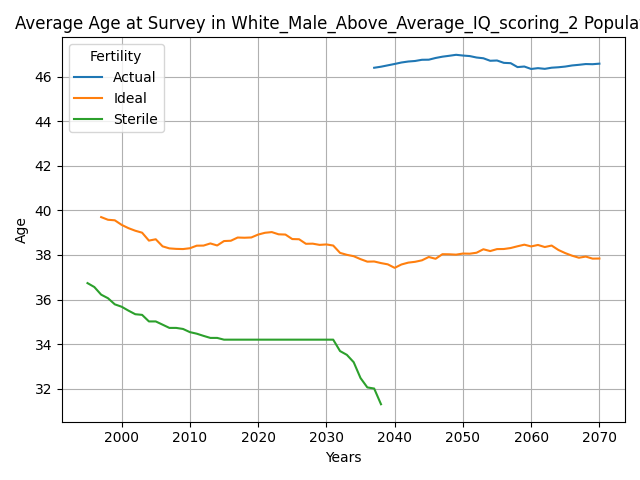 Average Age at Survey in White_Male_Above_Average_IQ_scoring_2 Popula
Fertility
Actual
Ideal
Sterile
Age
46
44
42
40
38
36
34
32
2000 2010 2020 2030 2040 2050 2060 2070
Years